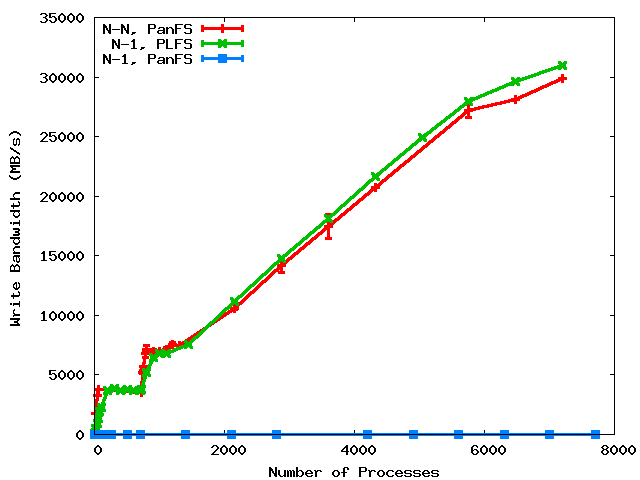 35000
30000
25000
20000
15000
10000
5000
0
Write Bandwidth (MB/s)
N-N, PanFS
N-1, PLFS
N-1, PanFS
0 2000 4000 6000 8000
Number of Processes